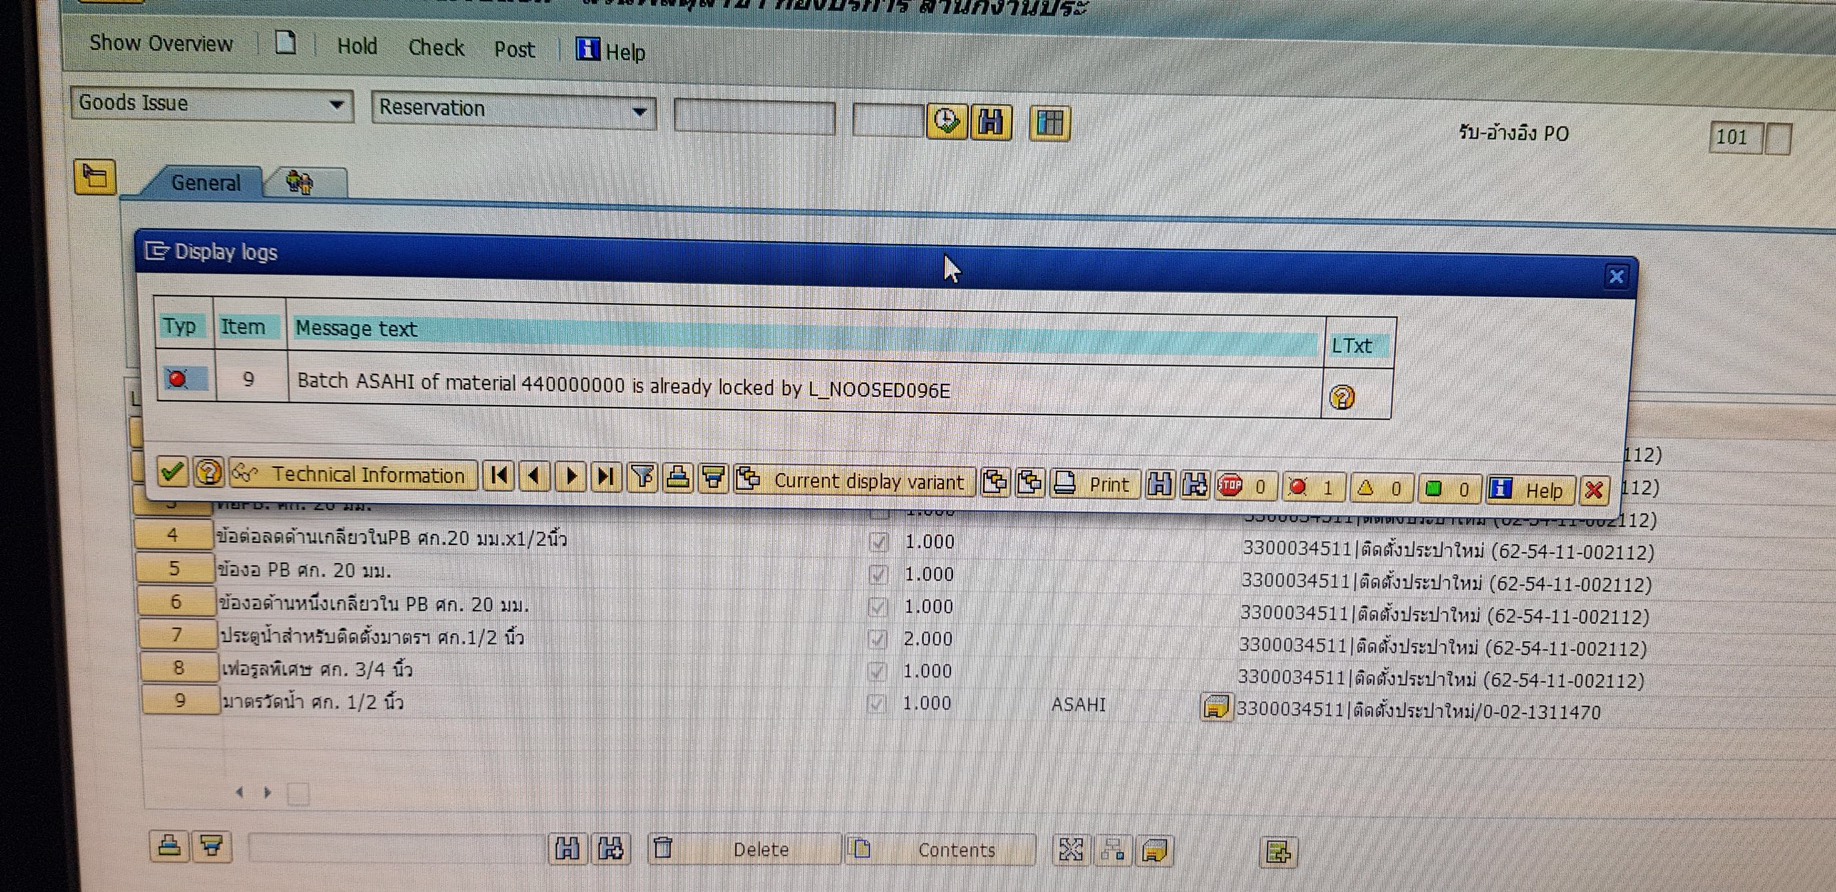 สำนักงานประ
Show Overview Hold Check Post Help
Goods Issue Reservation
รับ-อ้างอิง PO 101
General
Display logs
Typ Item Message text LTxt
9 Batch ASAHI of material 440000000 is already locked by L_NOOSED096E
112)
Technical Information Current display variant Print STOP 0 1 0 0 Help
112)
4 ข้อต่อลดด้านเกลียวในPB ศก.20 มม.x1/2นิ้ว 1.000 3300034511|ติดตั้งประปาใหม่ (62-54-11-002112)
5 ข้องอ PB ศก. 20 มม. 1.000 3300034511|ติดตั้งประปาใหม่ (62-54-11-002112)
6 ข้องอด้านหนึ่งเกลียวใน PB ศก. 20 มม. 1.000 3300034511|ติดตั้งประปาใหม่ (62-54-11-002112)
7 ประตูน้ำสำหรับติดตั้งมาตรฯ ศก.1/2 นิ้ว 2.000 3300034511|ติดตั้งประปาใหม่ (62-54-11-002112)
8 เฟอรูลพิเศษ ศก. 3/4 นิ้ว 1.000 3300034511|ติดตั้งประปาใหม่ (62-54-11-002112)
9 มาตรวัดน้ำ ศก. 1/2 นิ้ว 1.000 ASAHI 3300034511|ติดตั้งประปาใหม่/0-02-1311470
Delete Contents